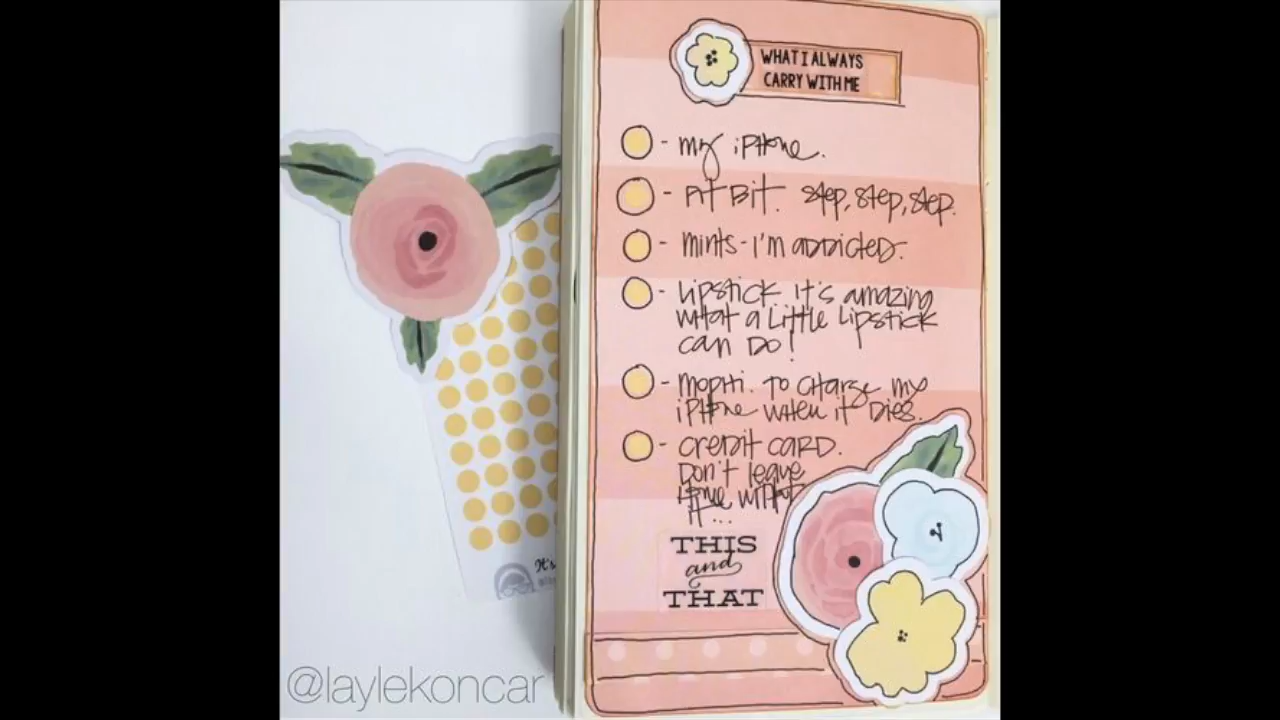 WHAT I ALWAYS
CARRY WITH ME
- my iPHONE.
- FITBIT. STEP, STEP, STEP.
- MINTS - I'M ADDICTED.
- LIPSTICK. IT'S AMAZING
WHAT A LITTLE LIPSTICK
CAN DO!
- MOPHI. TO CHARGE MY
iPHONE WHEN IT DIES.
- CREDIT CARD.
DON'T LEAVE
HOME WITHOUT
IT...
THIS
and
THAT
It's
@laylekoncar